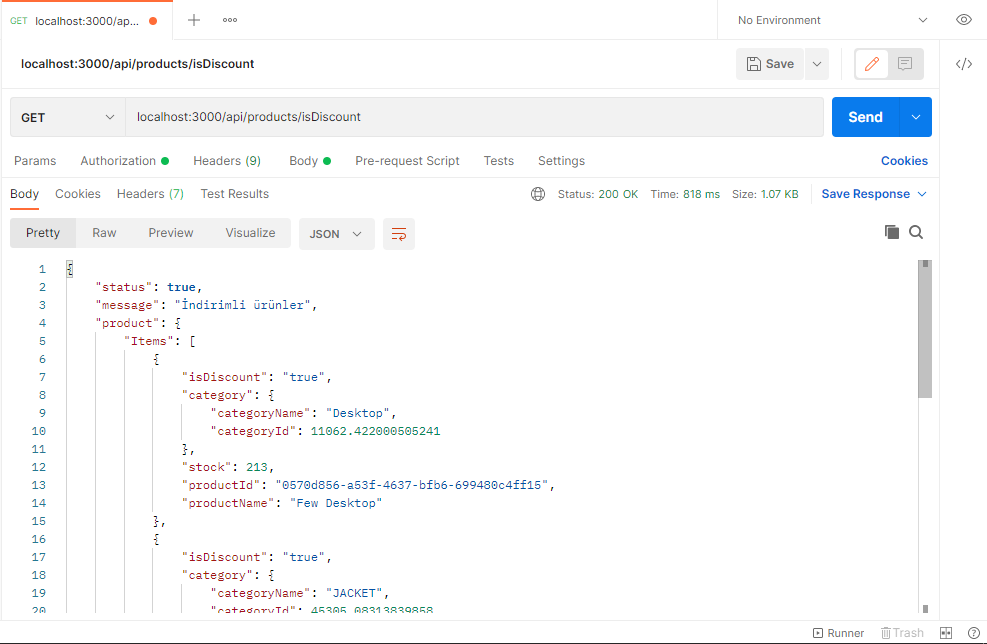 GET localhost:3000/ap...
No Environment
localhost:3000/api/products/isDiscount
Save
GET
localhost:3000/api/products/isDiscount
Send
Params Authorization Headers (9) Body Pre-request Script Tests Settings Cookies
Body Cookies Headers (7) Test Results Status: 200 OK Time: 818 ms Size: 1.07 KB Save Response
Pretty Raw Preview Visualize JSON
1 {
2 "status": true,
3 "message": "İndirimli ürünler",
4 "product": {
5 "Items": [
6 {
7 "isDiscount": "true",
8 "category": {
9 "categoryName": "Desktop",
10 "categoryId": 11062.422000505241
11 },
12 "stock": 213,
13 "productId": "0570d856-a53f-4637-bfb6-699480c4ff15",
14 "productName": "Few Desktop"
15 },
16 {
17 "isDiscount": "true",
18 "category": {
19 "categoryName": "JACKET",
20 "categoryId": 45305.08313839858
Runner Trash